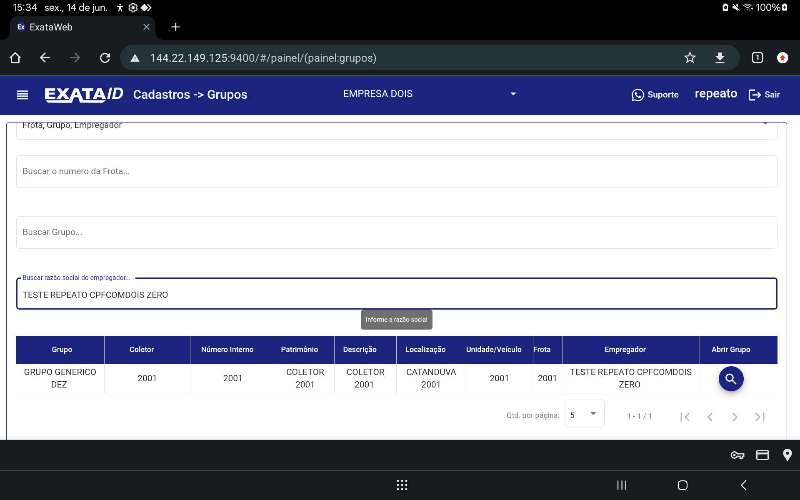 15:34 sex., 14 de jun. 100%
ExataWeb
144.22.149.125:9400/#/painel/(painel:grupos) 1
EXATA ID Cadastros -> Grupos EMPRESA DOIS Suporte repeato Sair
Frota, Grupo, Empregador
Buscar o numero da Frota...
Buscar Grupo...
Buscar razão social do empregador...
TESTE REPEATO CPFCOMDOIS ZERO
Informe a razão social
Grupo Coletor Número Interno Patrimônio Descrição Localização Unidade/Veículo Frota Empregador Abrir Grupo
GRUPO GENERICO DEZ 2001 2001 COLETOR 2001 COLETOR 2001 CATANDUVA 2001 2001 2001 TESTE REPEATO CPFCOMDOIS ZERO
Qtd. por página: 5 1 - 1 / 1